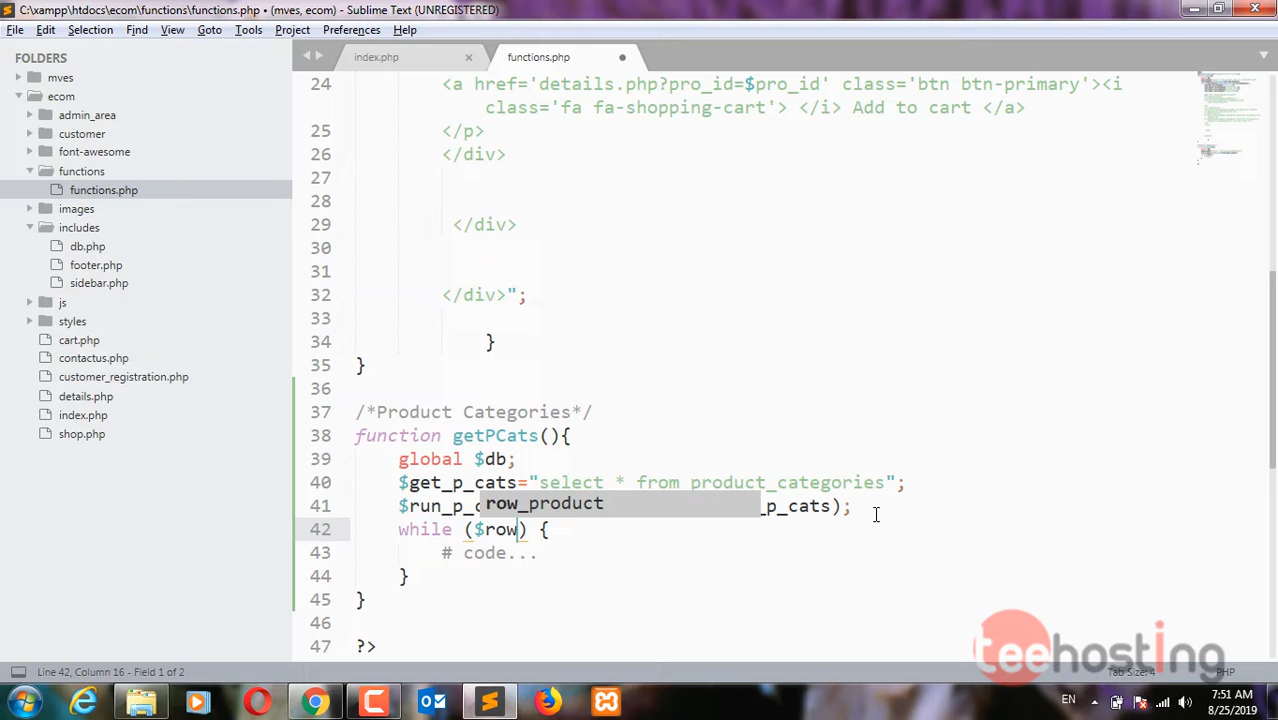 C:\xampp\htdocs\ecom\functions\functions.php • (mves, ecom) - Sublime Text (UNREGISTERED)
File Edit Selection Find View Goto Tools Project Preferences Help
FOLDERS
mves
ecom
admin_area
customer
font-awesome
functions
functions.php
images
includes
db.php
footer.php
sidebar.php
js
styles
cart.php
contactus.php
customer_registration.php
details.php
index.php
shop.php
index.php × functions.php
24 <a href='details.php?pro_id=$pro_id' class='btn btn-primary'><i
class='fa fa-shopping-cart'> </i> Add to cart </a>
25 </p>
26 </div>
27
28
29 </div>
30
31
32 </div>";
33
34 }
35 }
36
37 /*Product Categories*/
38 function getPCats(){
39 global $db;
40 $get_p_cats="select * from product_categories";
41 $run_p_c p_cats);
row_product
42 while ($row) {
43 # code...
44 }
45 }
46
47 ?>
teehosting
Line 42, Column 16 - Field 1 of 2 Tab Size: 4 PHP
EN 7:51 AM
8/25/2019